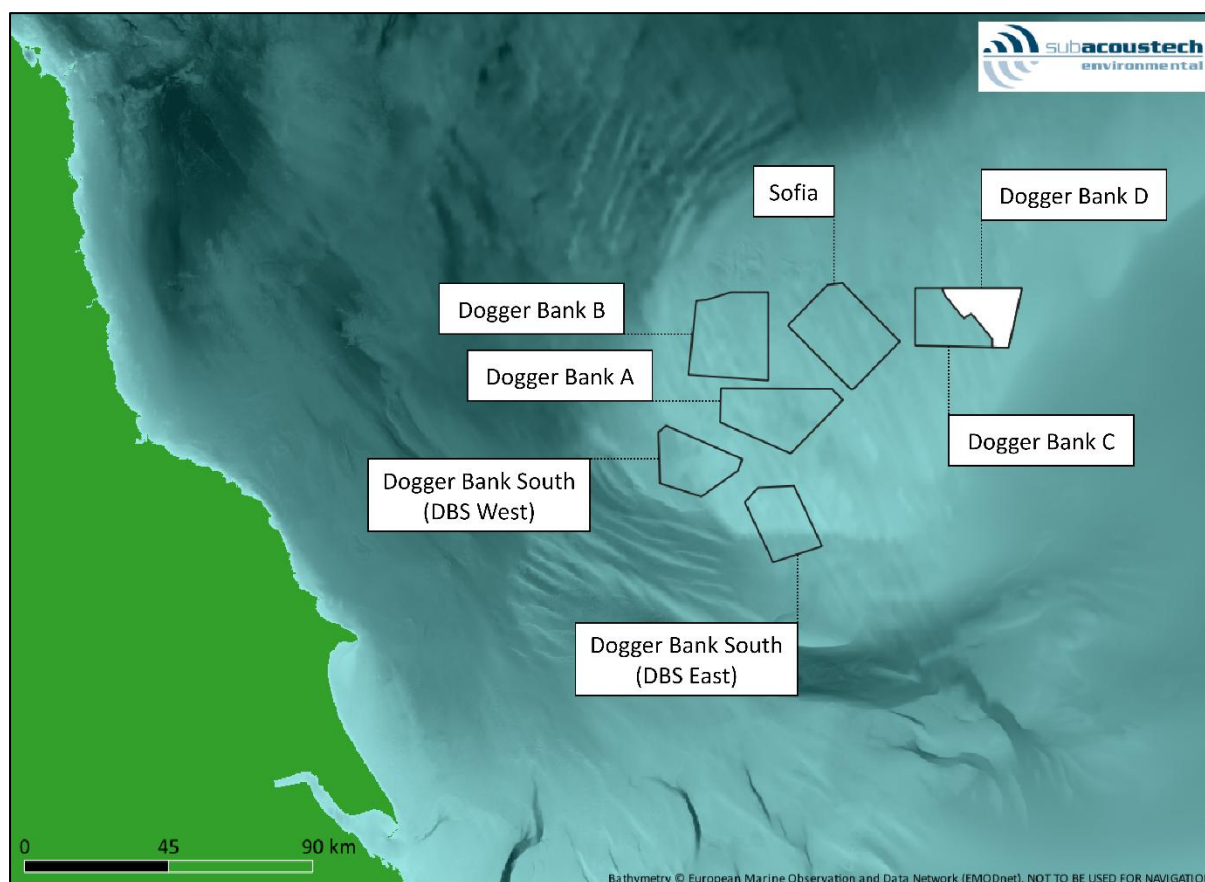 subacoustech
environmental
Sofia
Dogger Bank D
Dogger Bank B
Dogger Bank A
Dogger Bank C
Dogger Bank South
(DBS West)
Dogger Bank South
(DBS East)
0 45 90 km
Bathymetry © European Marine Observation and Data Network (EMODnet). NOT TO BE USED FOR NAVIGATION